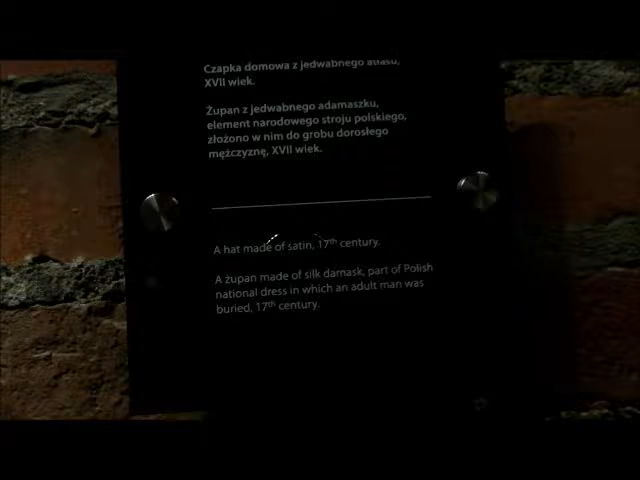 Czapka domowa z jedwabnego atłasu,
XVII wiek.
Żupan z jedwabnego adamaszku,
element narodowego stroju polskiego,
złożono w nim do grobu dorosłego
mężczyznę, XVII wiek.
A hat made of satin, 17th century.
A żupan made of silk damask, part of Polish
national dress in which an adult man was
buried, 17th century.